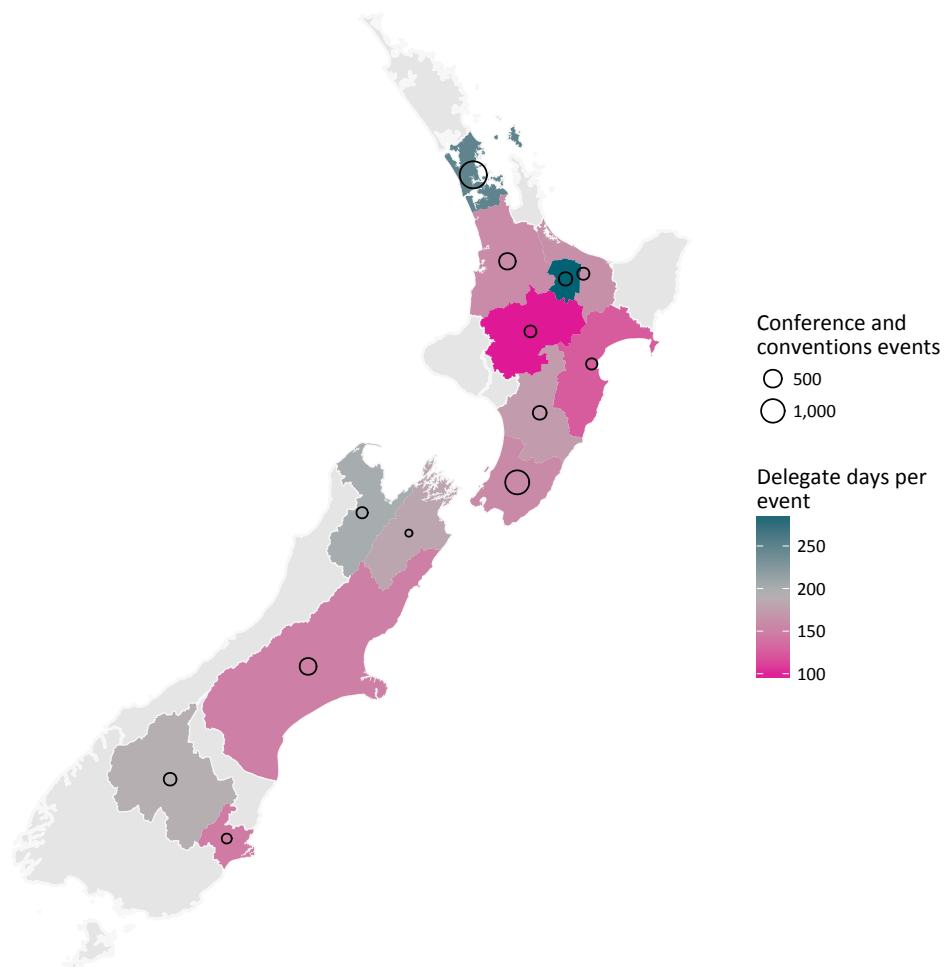 Conference and
conventions events
500
1,000
Delegate days per
event
250
200
150
100